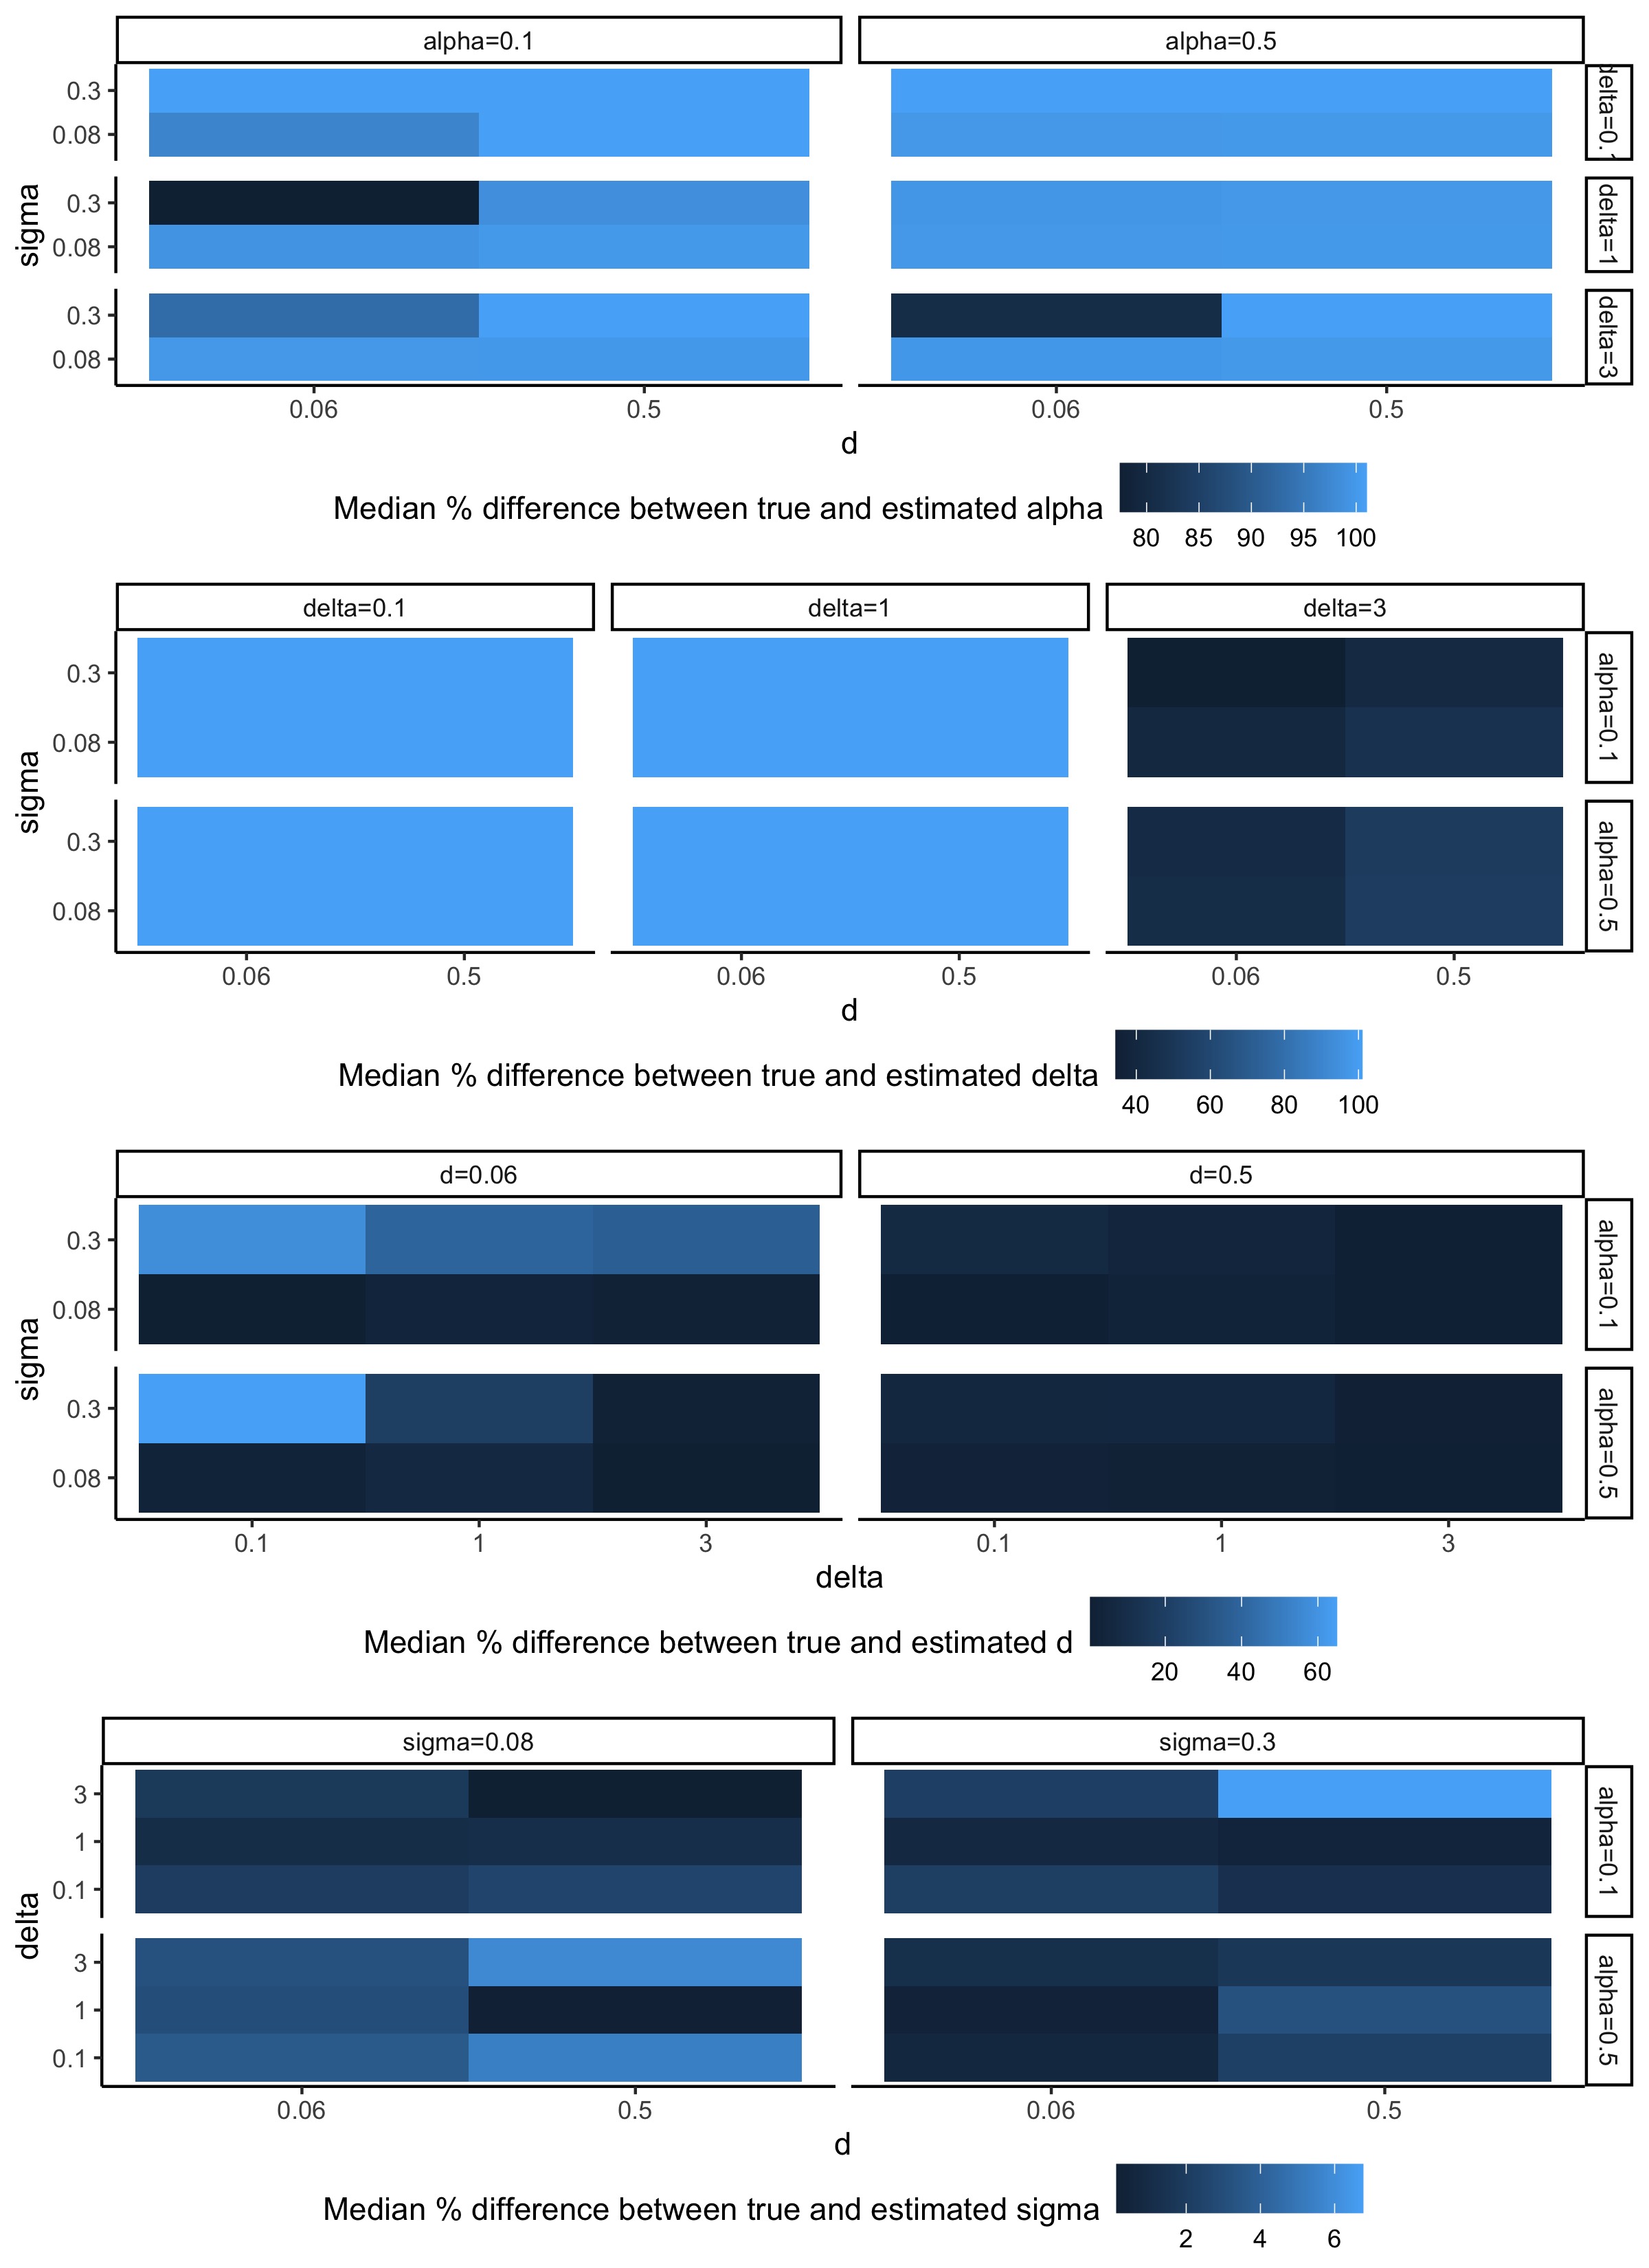 alpha=0.1 alpha=0.5
0.3
0.08
delta=0.1
sigma
0.3
0.08
delta=1
0.3
0.08
delta=3
0.06 0.5 0.06 0.5
d
Median % difference between true and estimated alpha
80 85 90 95 100
delta=0.1 delta=1 delta=3
0.3
0.08
alpha=0.1
sigma
0.3
0.08
alpha=0.5
0.06 0.5 0.06 0.5 0.06 0.5
d
Median % difference between true and estimated delta
40 60 80 100
d=0.06 d=0.5
0.3
0.08
alpha=0.1
sigma
0.3
0.08
alpha=0.5
0.1 1 3 0.1 1 3
delta
Median % difference between true and estimated d
20 40 60
sigma=0.08 sigma=0.3
3
1
0.1
alpha=0.1
delta
3
1
0.1
alpha=0.5
0.06 0.5 0.06 0.5
d
Median % difference between true and estimated sigma
2 4 6